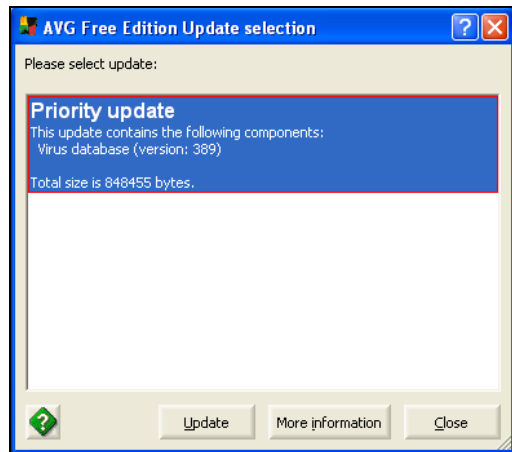 AVG Free Edition Update selection
Please select update:
Priority update
This update contains the following components:
Virus database (version: 389)
Total size is 848455 bytes.
Update
More information
Close